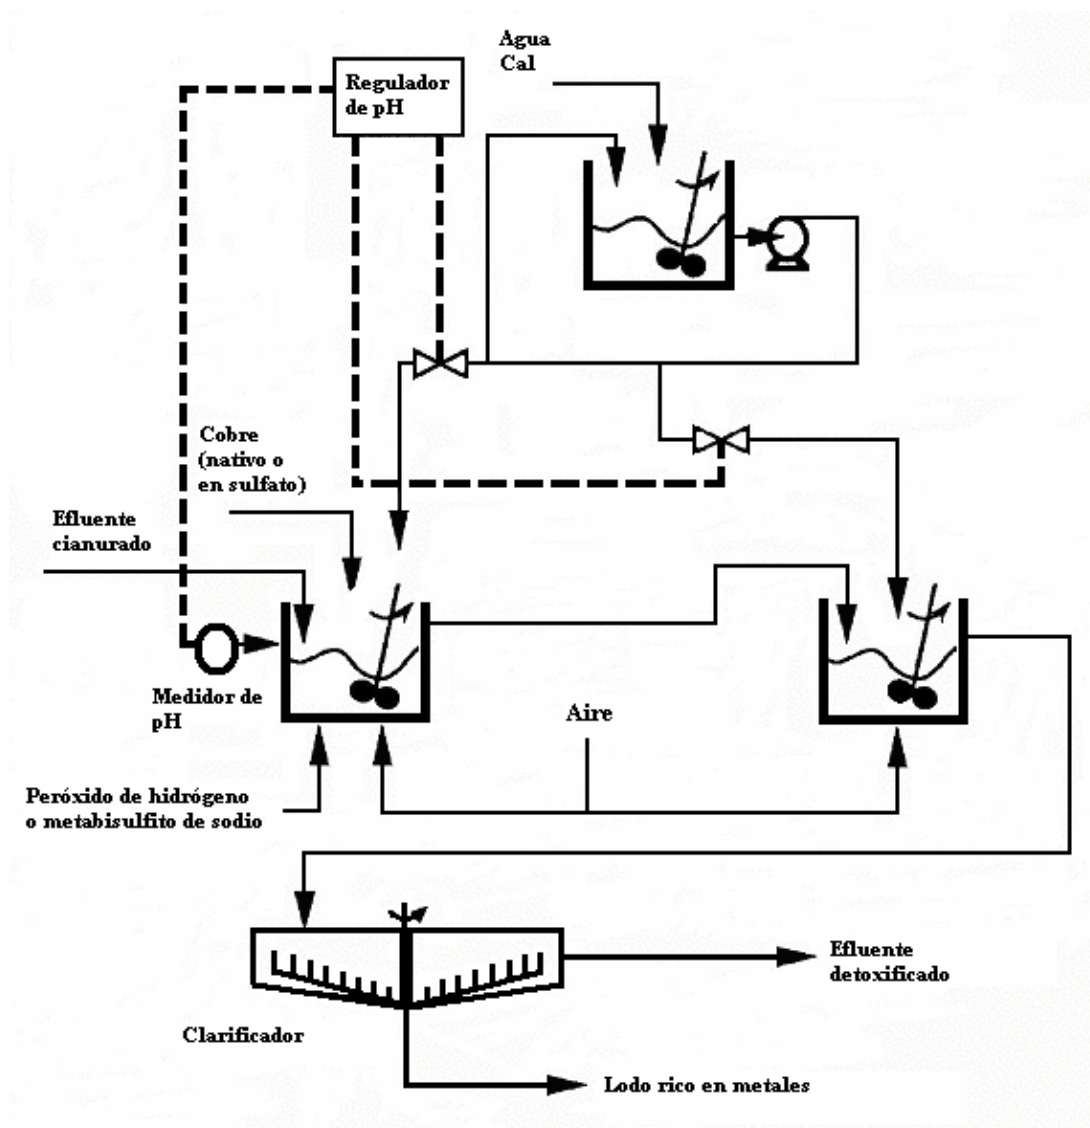 Agua
Cal
Regulador
de pH
Cobre
(nativo o
en sulfato)
Efluente
cianurado
Medidor de
pH
Aire
Peróxido de hidrógeno
o metabisulfito de sodio
Efluente
detoxificado
Clarificador
Lodo rico en metales